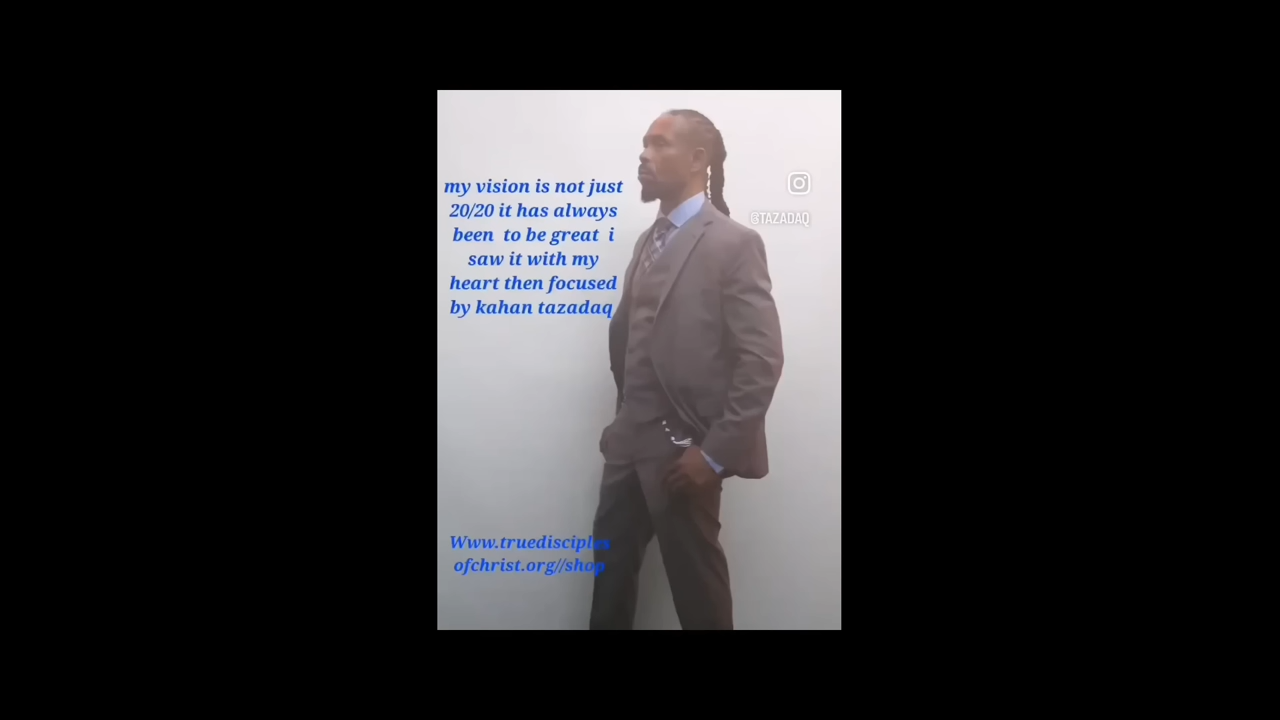 my vision is not just
20/20 it has always
been to be great i
saw it with my
heart then focused
by kahan tazadaq
@TAZADAQ
Www.truedisciples
ofchrist.org//shop